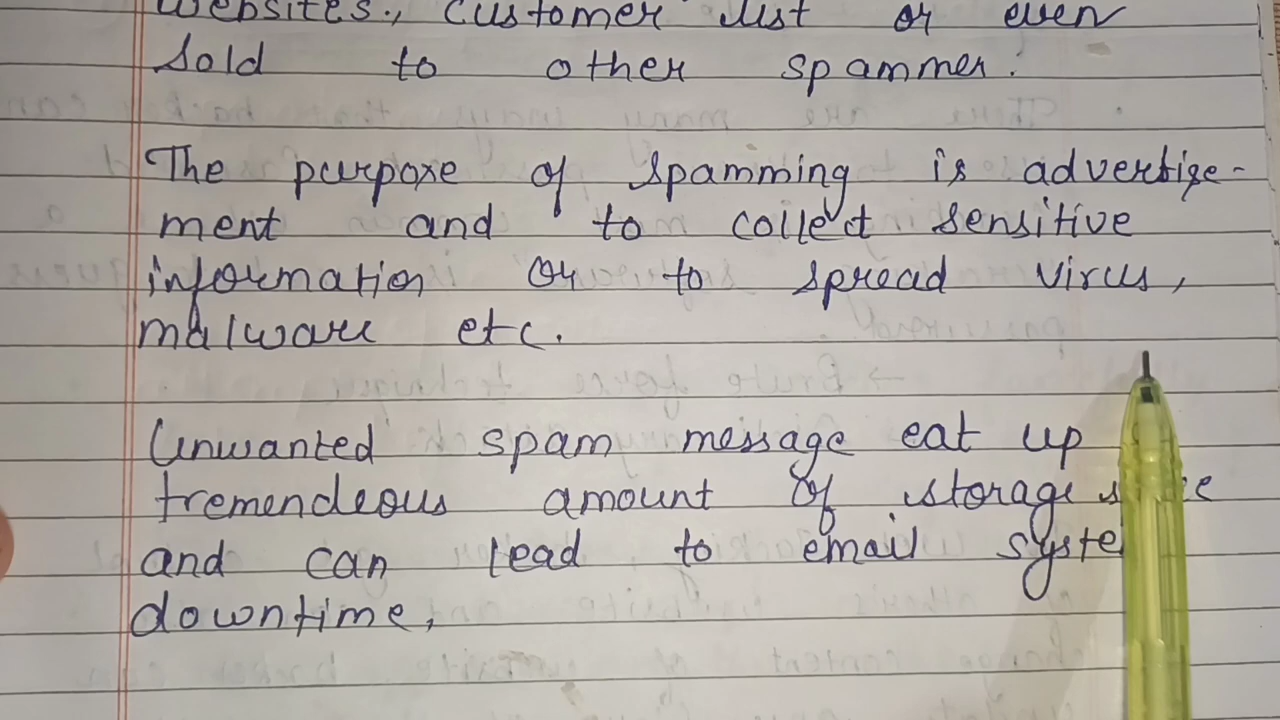 websites., customer list or even
sold to other spammer.
The purpose of spamming is advertize-
ment and to collect sensitive
information or to spread virus,
malware etc.
Unwanted spam message eat up
tremendeous amount of storage
and can lead to email syste
downtime,